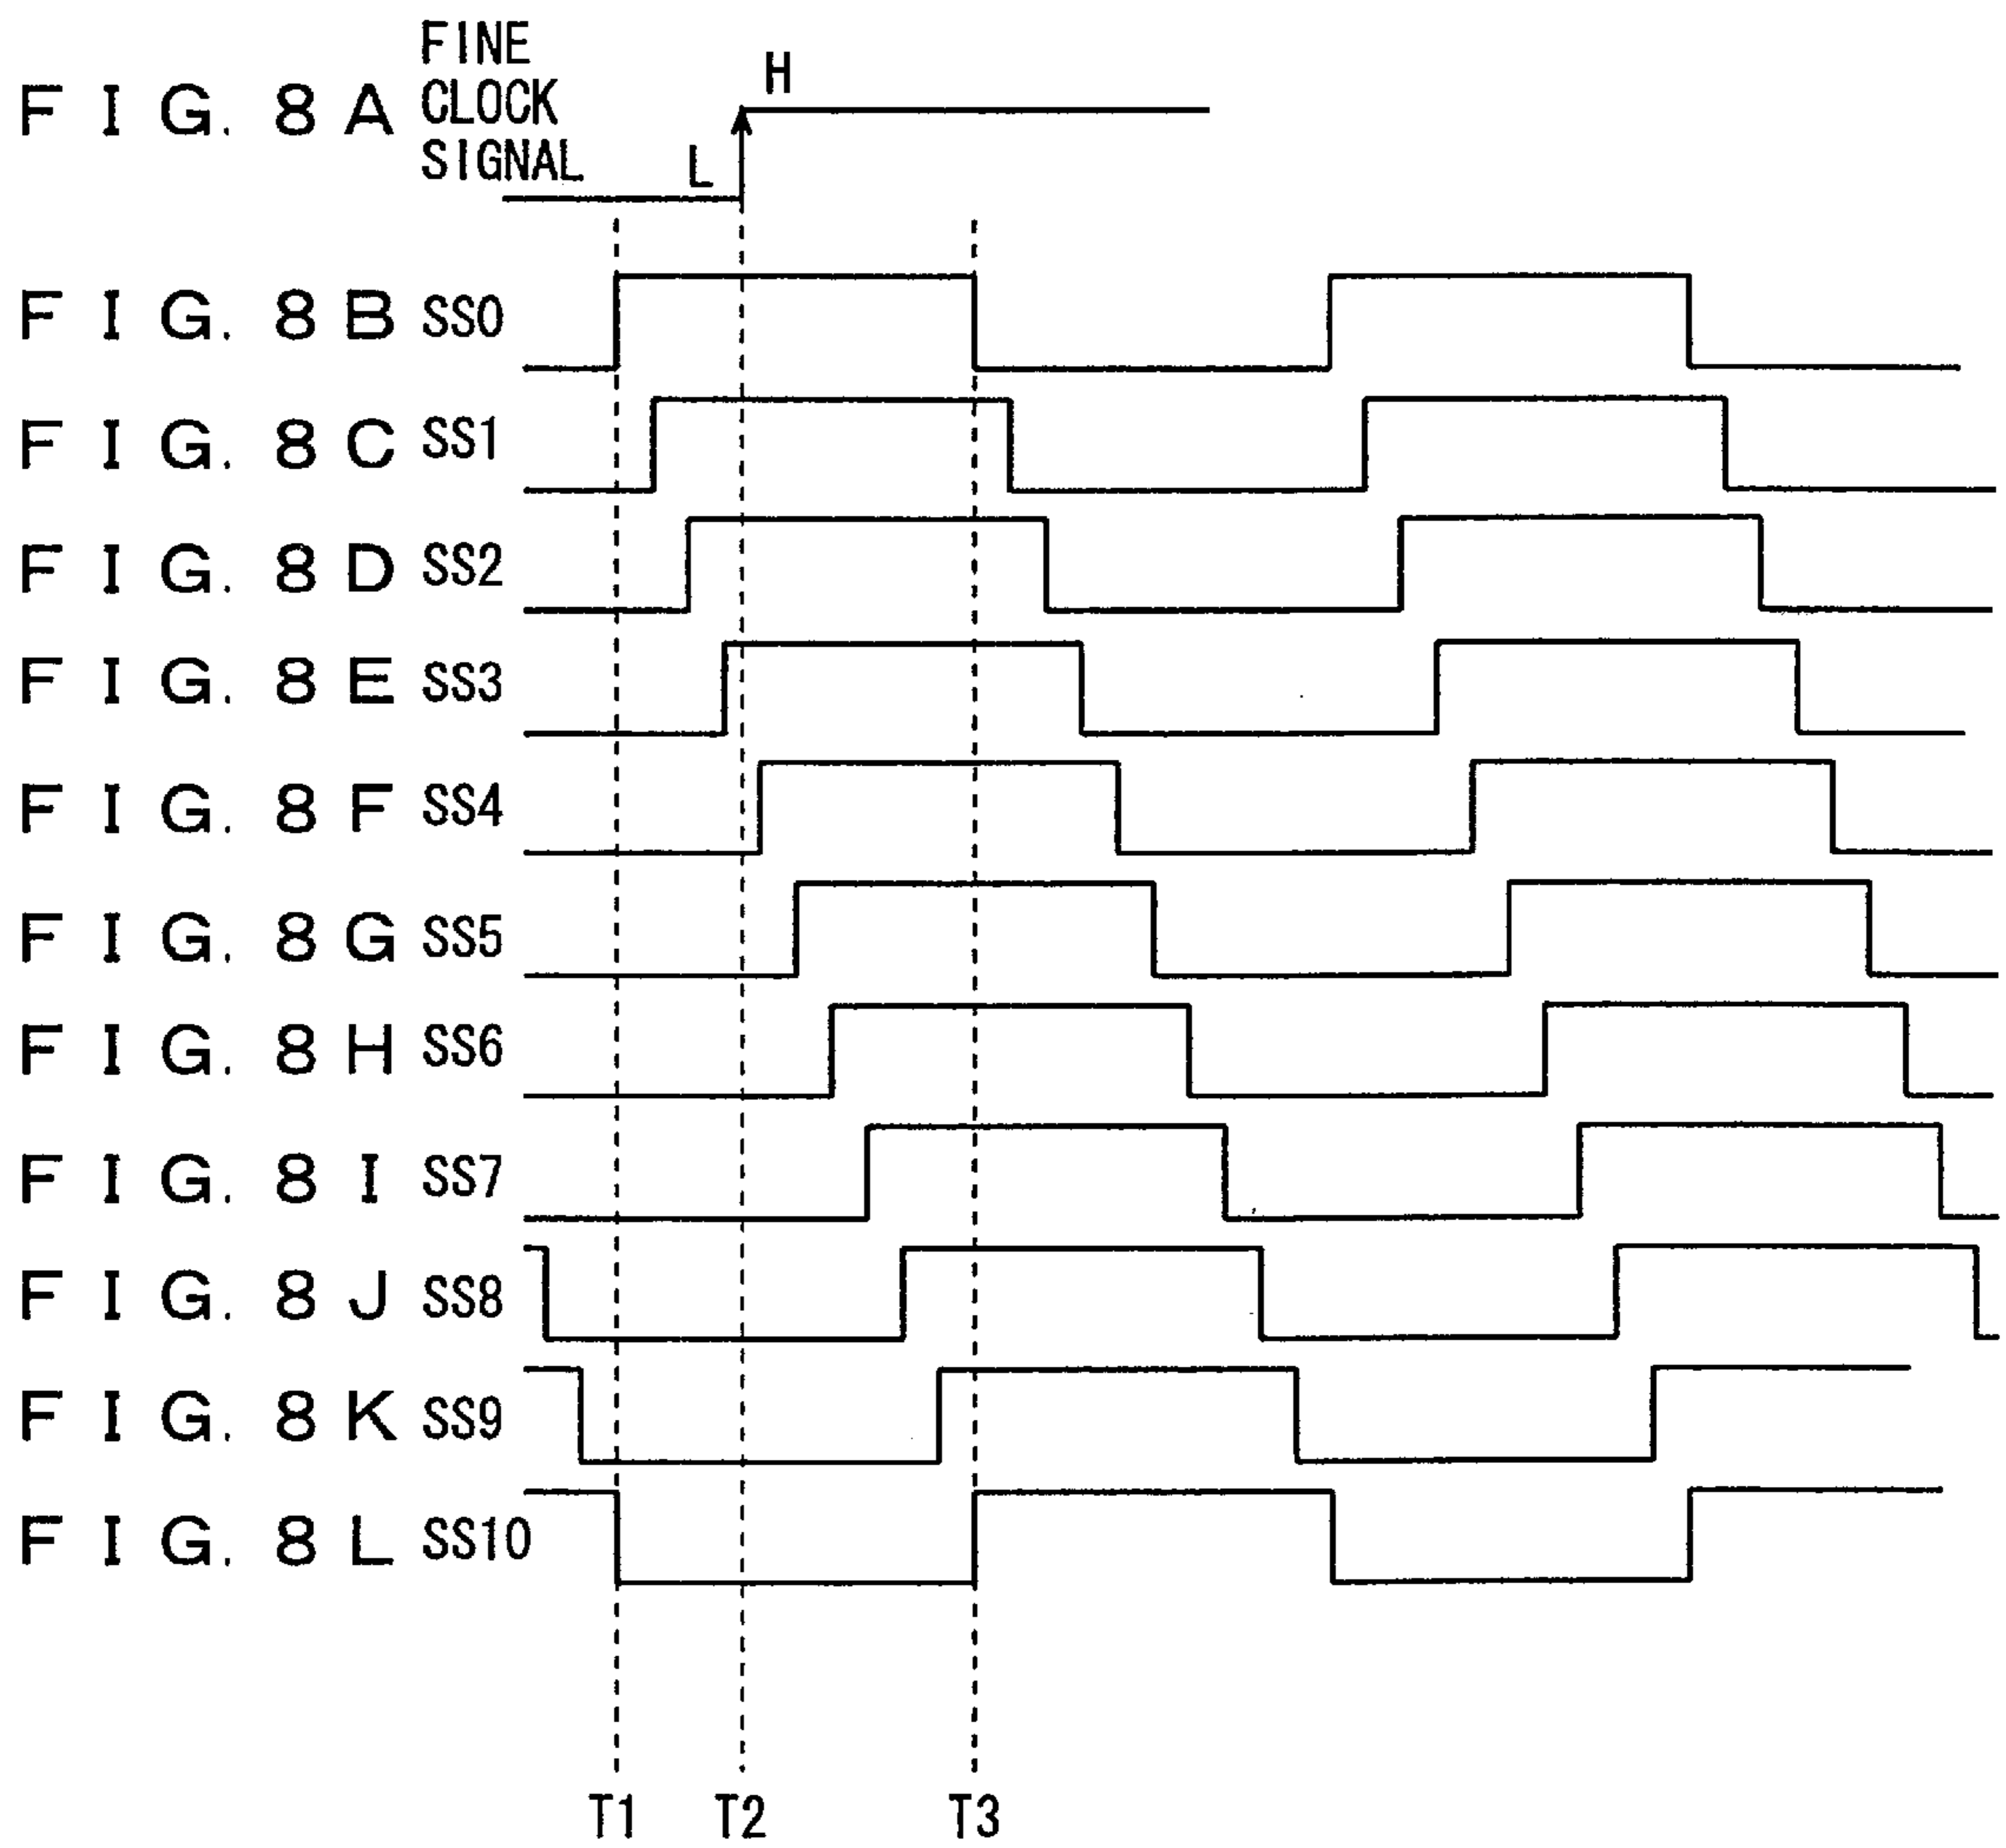 FINE
FIG. 8A CLOCK H
SIGNAL L
FIG. 8B SS0
FIG. 8C SS1
FIG. 8D SS2
FIG. 8E SS3
FIG. 8F SS4
FIG. 8G SS5
FIG. 8H SS6
FIG. 8I SS7
FIG. 8J SS8
FIG. 8K SS9
FIG. 8L SS10
T1 T2 T3